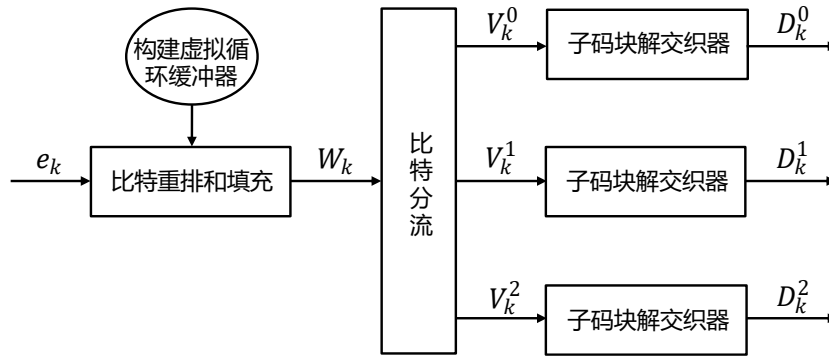 构建虚拟循
环缓冲器
e_k
比特重排和填充
W_k
比特分流
V_k^0
子码块解交织器
D_k^0
V_k^1
子码块解交织器
D_k^1
V_k^2
子码块解交织器
D_k^2